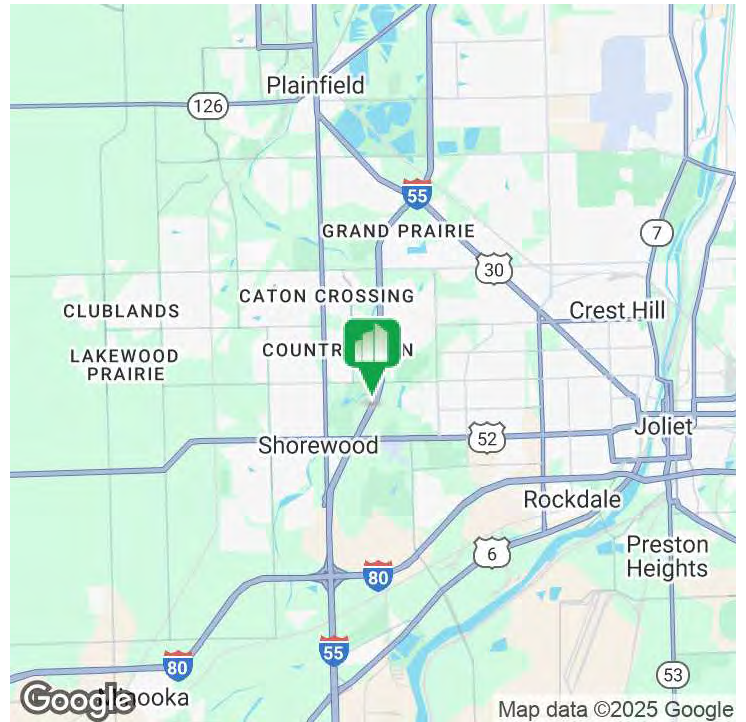 Plainfield
126
55
GRAND PRAIRIE
7
30
CATON CROSSING
CLUBLANDS
Crest Hill
LAKEWOOD
PRAIRIE
Shorewood
52
Joliet
Rockdale
6
Preston
Heights
80
55
80
53
Google
Map data ©2025 Google